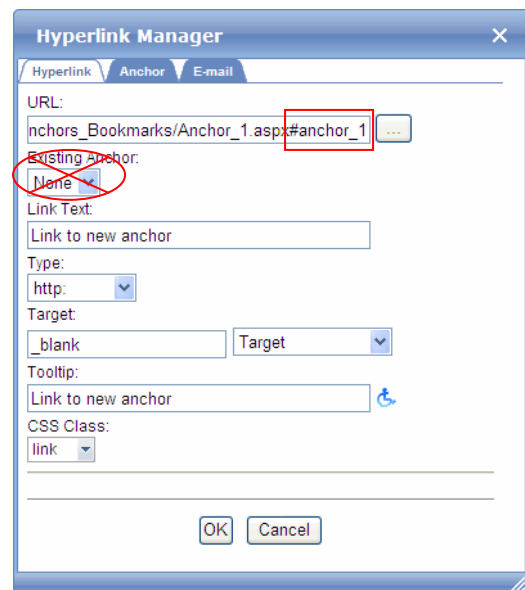 Hyperlink Manager
Hyperlink Anchor E-mail
URL:
nchors_Bookmarks/Anchor_1.aspx#anchor_1 ...
Existing Anchor:
None
Link Text:
Link to new anchor
Type:
http:
Target:
_blank Target
Tooltip:
Link to new anchor
CSS Class:
link
OK Cancel